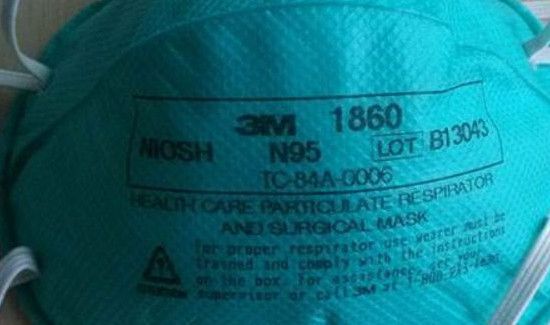 3M 1860
NIOSH N95 LOT B13043
TC-84A-0006
HEALTH CARE PARTICULATE RESPIRATOR
AND SURGICAL MASK
For proper respirator use wearer must be
trained and comply with the instructions
on the box. For assistance, see your
supervisor or call 3M at